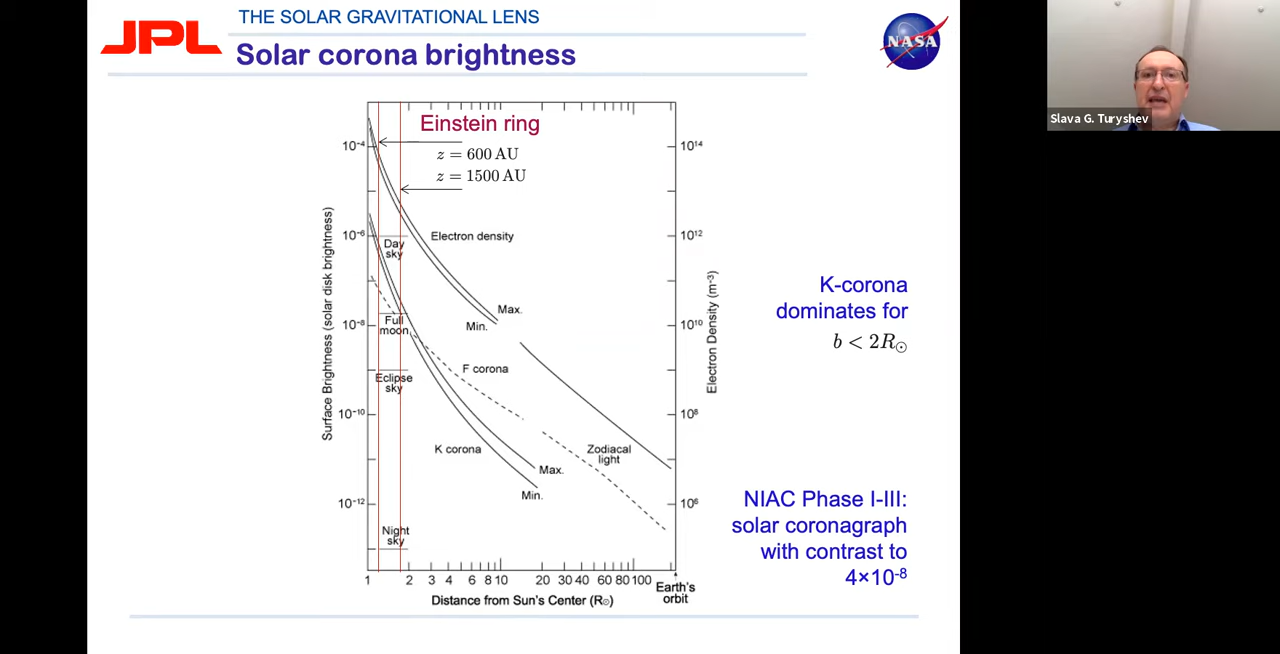 JPL
THE SOLAR GRAVITATIONAL LENS
Solar corona brightness
NASA
Slava G. Turyshev
Einstein ring
z = 600 AU
z = 1500 AU
Surface Brightness (solar disk brightness)
10⁻⁴
10⁻⁶
10⁻⁸
10⁻¹⁰
10⁻¹²
Day
sky
Full
moon
Eclipse
sky
Night
sky
Electron density
Max.
Min.
F corona
K corona
Max.
Min.
Zodiacal
light
10¹⁴
10¹²
10¹⁰
10⁸
10⁶
Electron Density (m⁻³)
1 2 3 4 6 8 10 20 30 40 60 80 100
Earth's
orbit
Distance from Sun's Center (R⊙)
K-corona
dominates for
b < 2R⊙
NIAC Phase I-III:
solar coronagraph
with contrast to
4×10⁻⁸